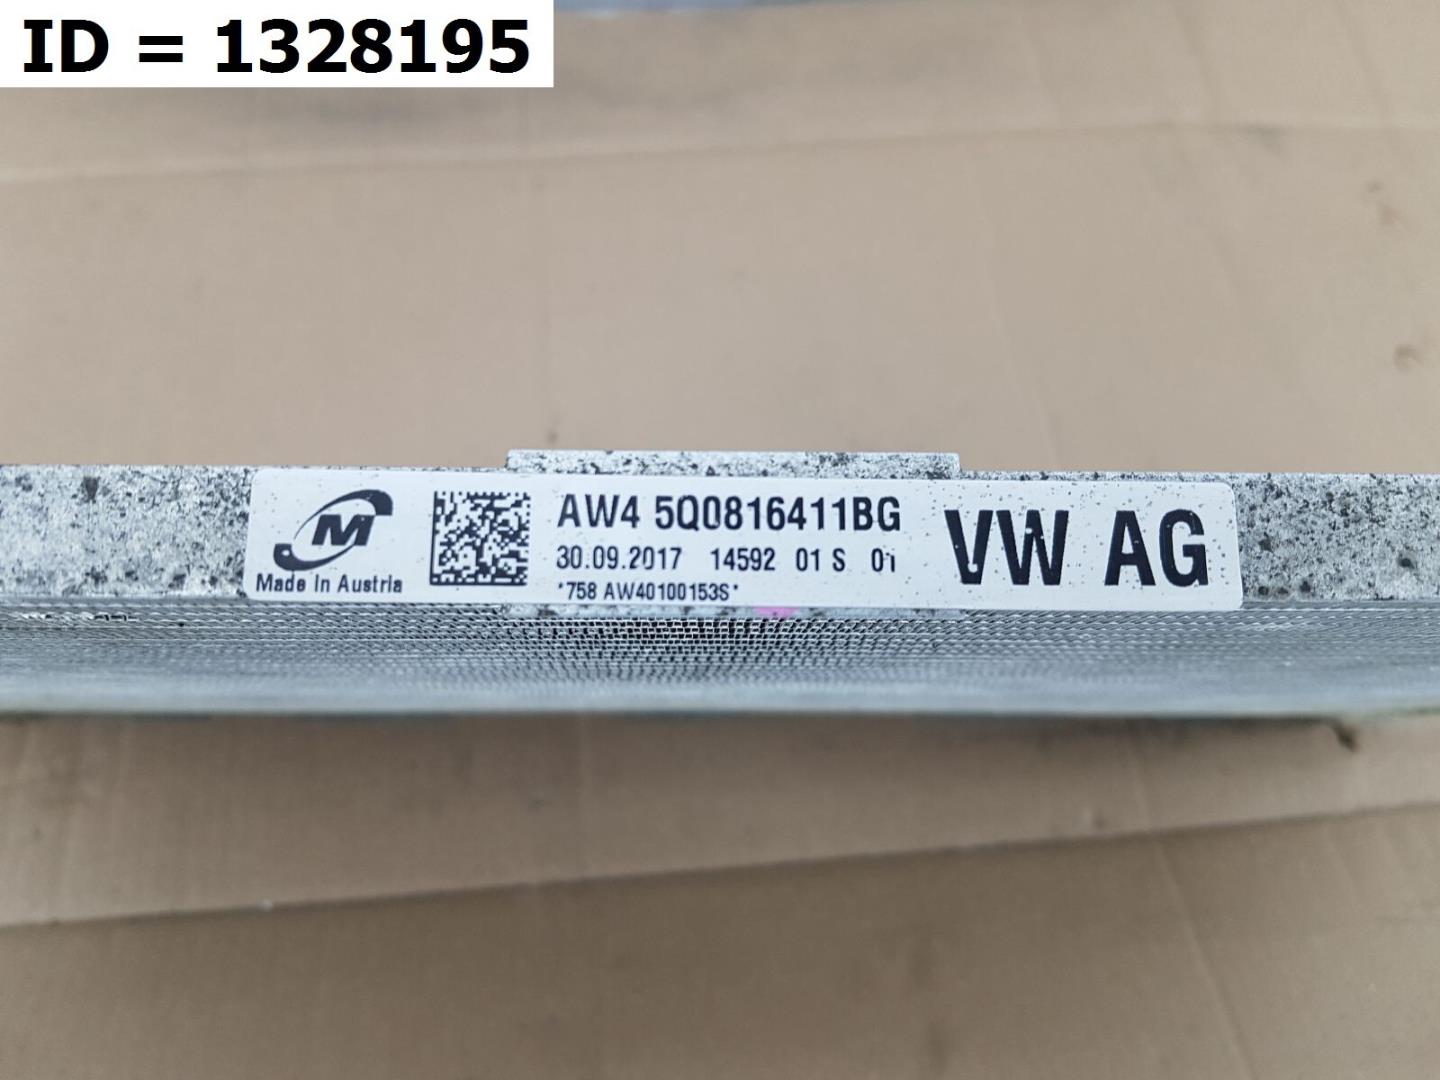 ID = 1328195
M
Made In Austria
AW4 5Q0816411BG
30.09.2017 14592 01 S 01
*758 AW40100153S*
VW AG